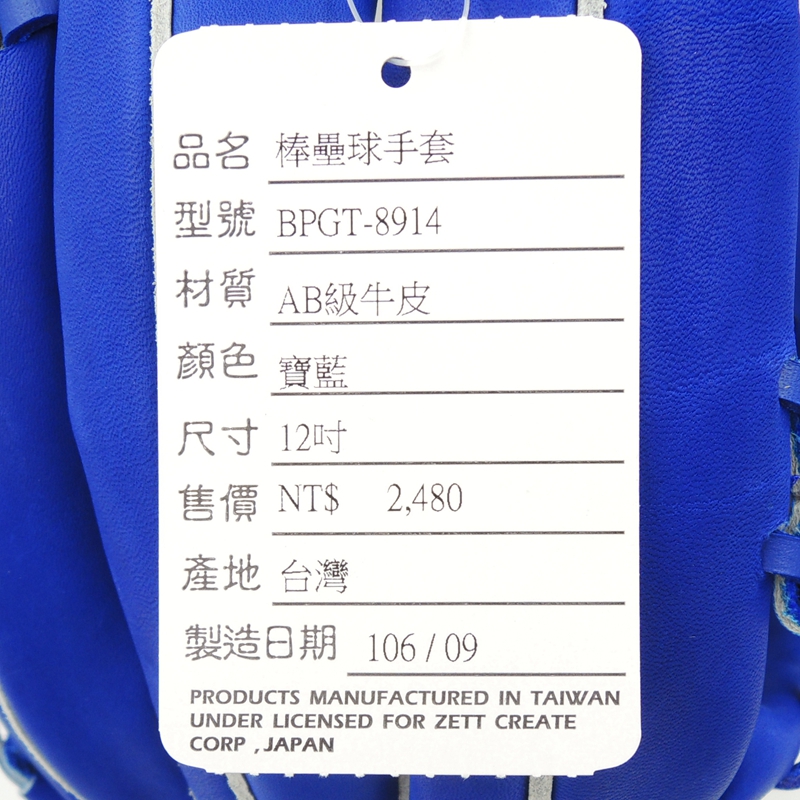 品名 棒壘球手套
型號 BPGT-8914
材質 AB級牛皮
顏色 寶藍
尺寸 12吋
售價 NT$ 2,480
產地 台灣
製造日期 106 / 09
PRODUCTS MANUFACTURED IN TAIWAN
UNDER LICENSED FOR ZETT CREATE
CORP , JAPAN